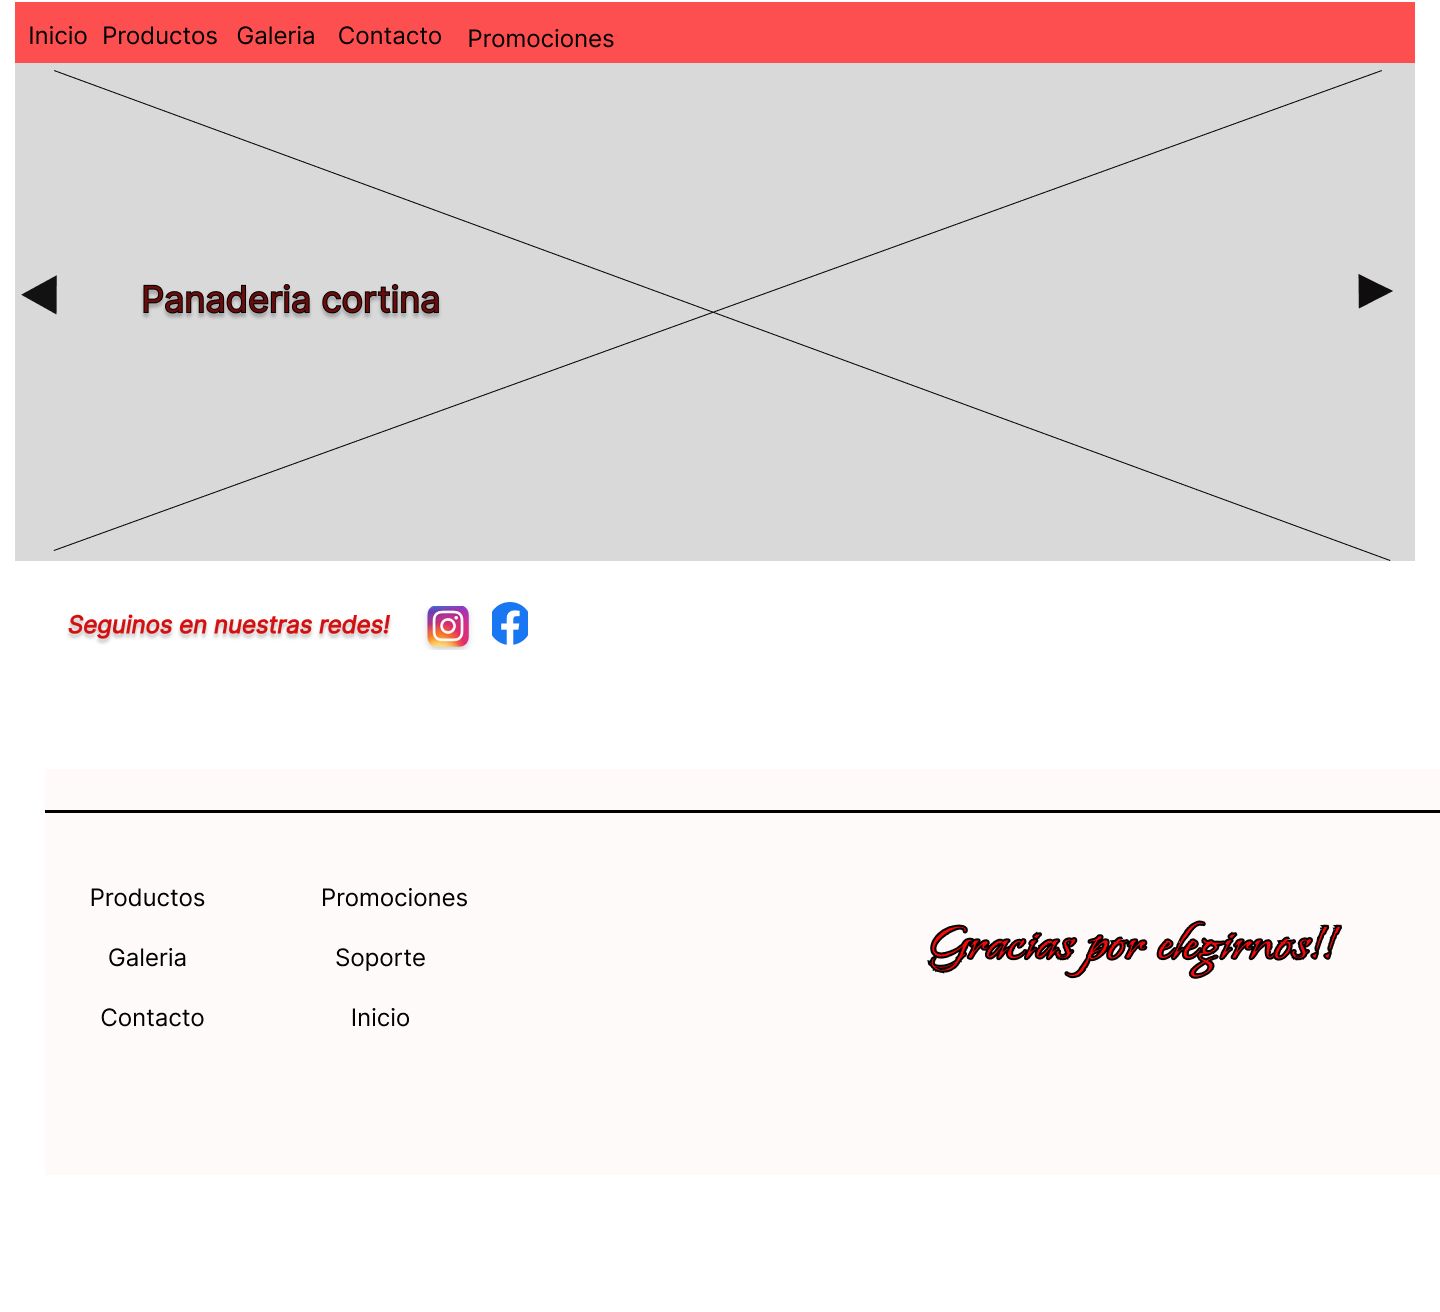 Inicio Productos Galeria Contacto Promociones
Panaderia cortina
Seguinos en nuestras redes!
Productos Promociones
Galeria Soporte
Contacto Inicio
Gracias por elegirnos!!